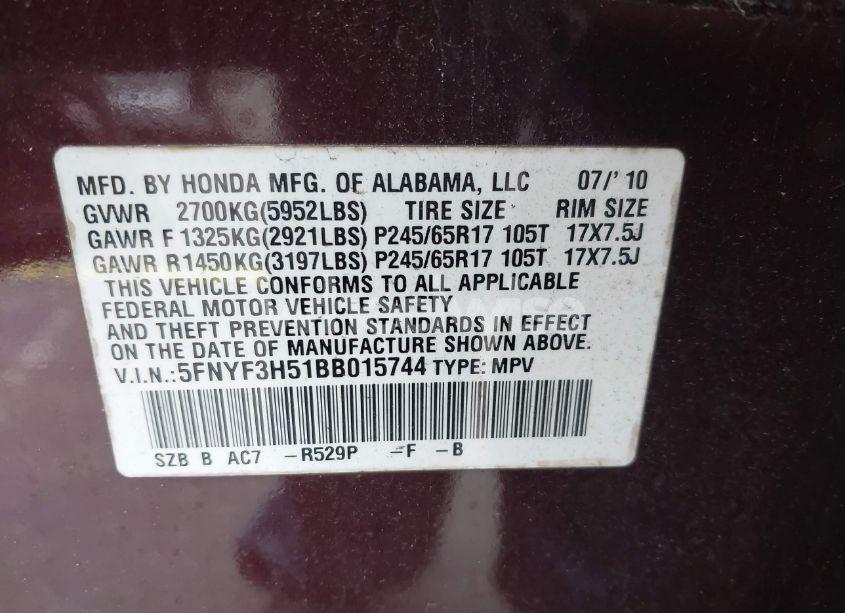 MFD. BY HONDA MFG. OF ALABAMA, LLC 07/'10
GVWR 2700KG(5952LBS) TIRE SIZE RIM SIZE
GAWR F 1325KG(2921LBS) P245/65R17 105T 17X7.5J
GAWR R 1450KG(3197LBS) P245/65R17 105T 17X7.5J
THIS VEHICLE CONFORMS TO ALL APPLICABLE
FEDERAL MOTOR VEHICLE SAFETY
AND THEFT PREVENTION STANDARDS IN EFFECT
ON THE DATE OF MANUFACTURE SHOWN ABOVE.
V.I.N.:5FNYF3H51BB015744 TYPE: MPV
SZB B AC7 -R529P -F -B